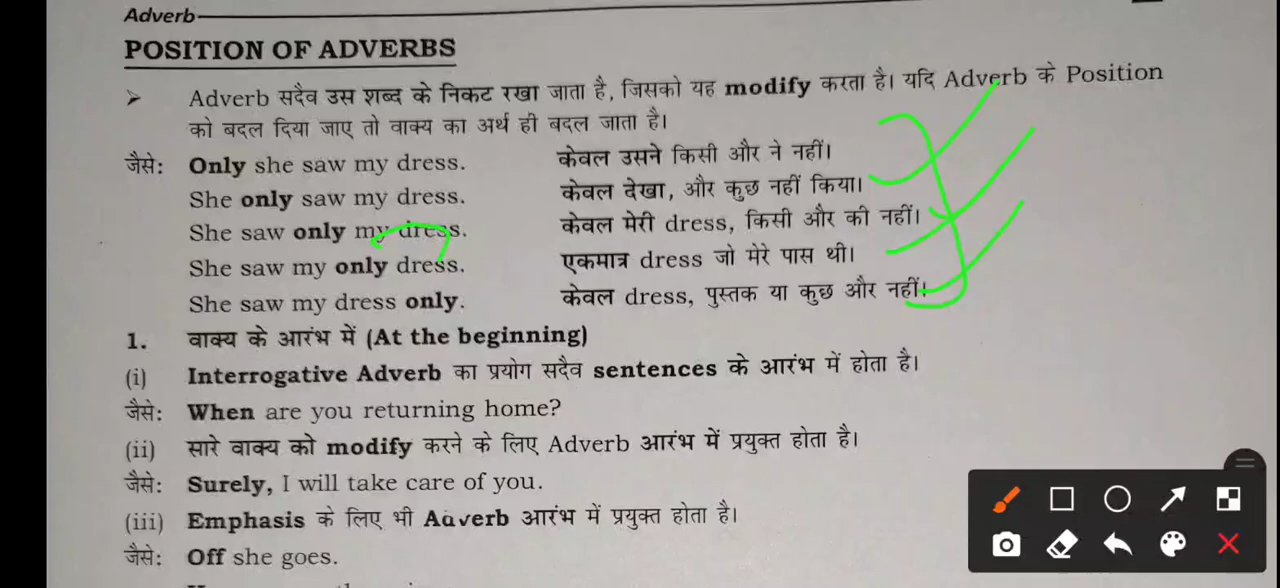 Adverb
POSITION OF ADVERBS
➢ Adverb सदैव उस शब्द के निकट रखा जाता है, जिसको यह modify करता है। यदि Adverb के Position
को बदल दिया जाए तो वाक्य का अर्थ ही बदल जाता है।
जैसे: Only she saw my dress. केवल उसने किसी और ने नहीं।
She only saw my dress. केवल देखा, और कुछ नहीं किया।
She saw only my dress. केवल मेरी dress, किसी और की नहीं।
She saw my only dress. एकमात्र dress जो मेरे पास थी।
She saw my dress only. केवल dress, पुस्तक या कुछ और नहीं।
1. वाक्य के आरंभ में (At the beginning)
(i) Interrogative Adverb का प्रयोग सदैव sentences के आरंभ में होता है।
जैसे: When are you returning home?
(ii) सारे वाक्य को modify करने के लिए Adverb आरंभ में प्रयुक्त होता है।
जैसे: Surely, I will take care of you.
(iii) Emphasis के लिए भी Adverb आरंभ में प्रयुक्त होता है।
जैसे: Off she goes.